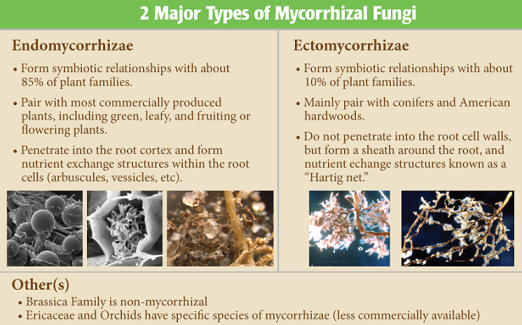 2 Major Types of Mycorrhizal Fungi
Endomycorrhizae
• Form symbiotic relationships with about
85% of plant families.
• Pair with most commercially produced
plants, including green, leafy, and fruiting or
flowering plants.
• Penetrate into the root cortex and form
nutrient exchange structures within the root
cells (arbuscules, vessicles, etc).
Ectomycorrhizae
• Form symbiotic relationships with about
10% of plant families.
• Mainly pair with conifers and American
hardwoods.
• Do not penetrate into the root cell walls,
but form a sheath around the root, and
nutrient echange structures known as a
“Hartig net.”
Other(s)
• Brassica Family is non-mycorrhizal
• Ericaceae and Orchids have specific species of mycorrhizae (less commercially available)